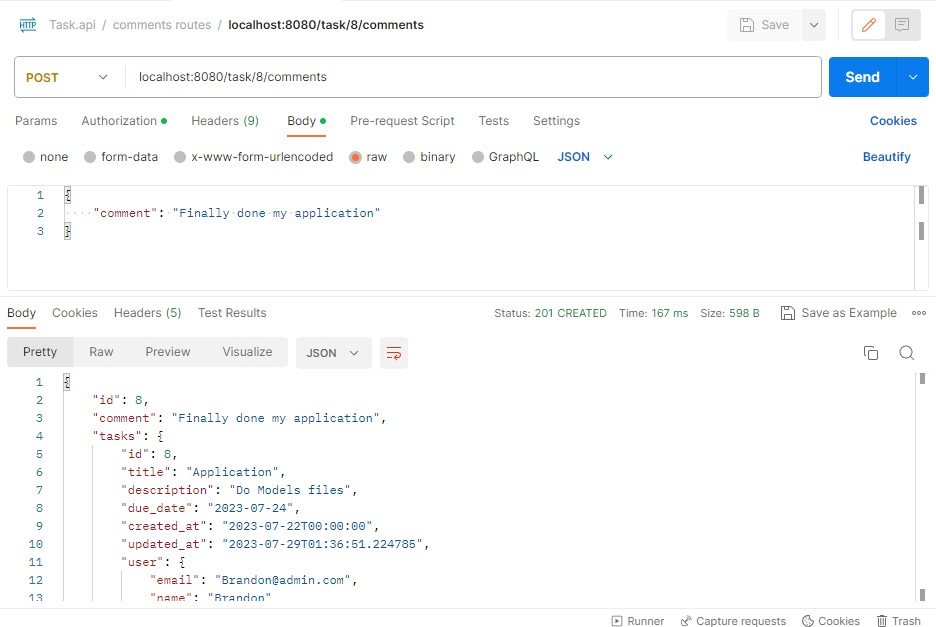 HTTP Task.api / comments routes / localhost:8080/task/8/comments Save
POST localhost:8080/task/8/comments Send
Params Authorization Headers (9) Body Pre-request Script Tests Settings Cookies
none form-data x-www-form-urlencoded raw binary GraphQL JSON Beautify
1 {
2 ····"comment":·"Finally·done·my·application"
3 }
Body Cookies Headers (5) Test Results Status: 201 CREATED Time: 167 ms Size: 598 B Save as Example
Pretty Raw Preview Visualize JSON
1 {
2 "id": 8,
3 "comment": "Finally done my application",
4 "tasks": {
5 "id": 8,
6 "title": "Application",
7 "description": "Do Models files",
8 "due_date": "2023-07-24",
9 "created_at": "2023-07-22T00:00:00",
10 "updated_at": "2023-07-29T01:36:51.224785",
11 "user": {
12 "email": "Brandon@admin.com",
13 "name": "Brandon"
Runner Capture requests Cookies Trash